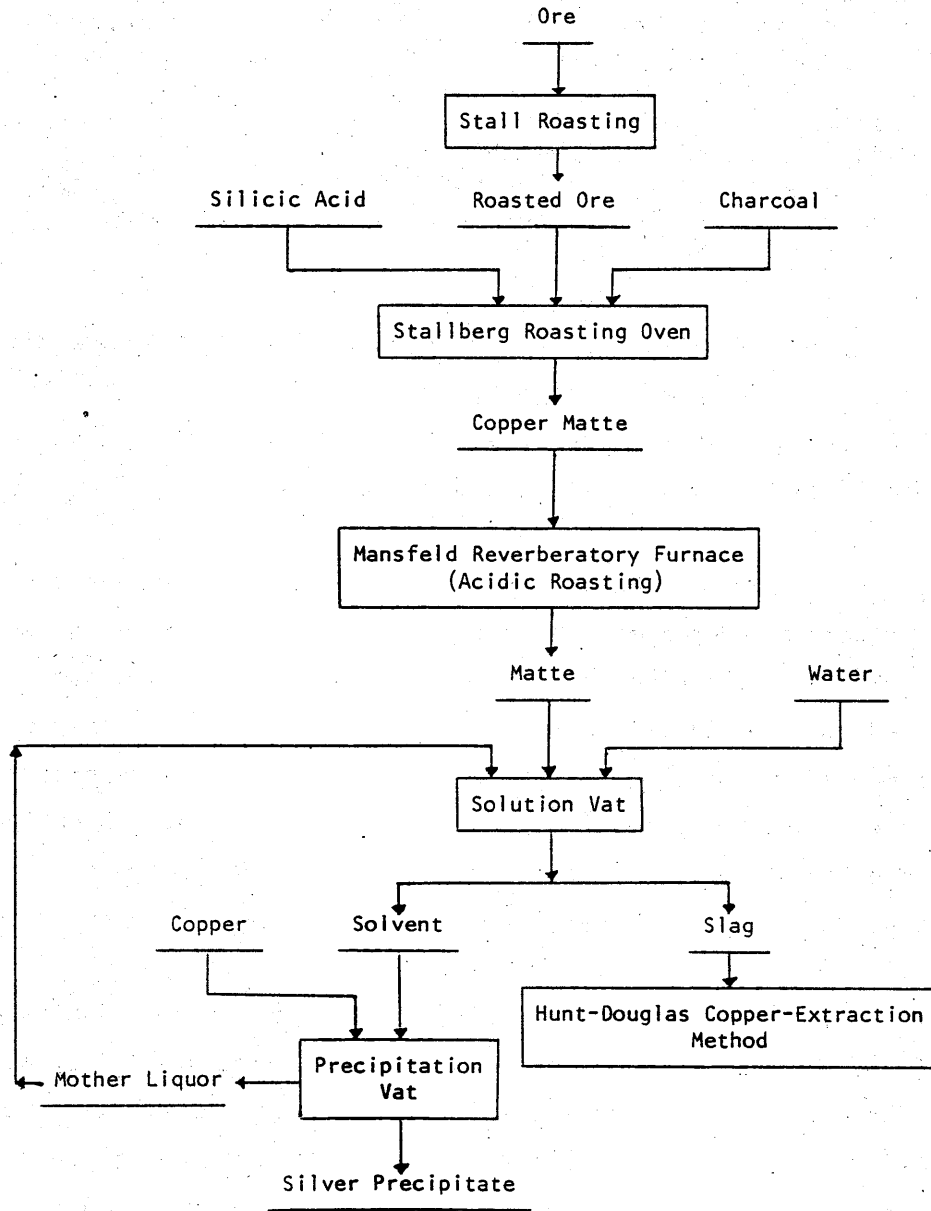 Ore
Stall Roasting
Silicic Acid
Roasted Ore
Charcoal
Stallberg Roasting Oven
Copper Matte
Mansfeld Reverberatory Furnace
(Acidic Roasting)
Matte
Water
Solution Vat
Copper
Solvent
Slag
Hunt-Douglas Copper-Extraction
Method
Precipitation
Vat
Mother Liquor
Silver Precipitate